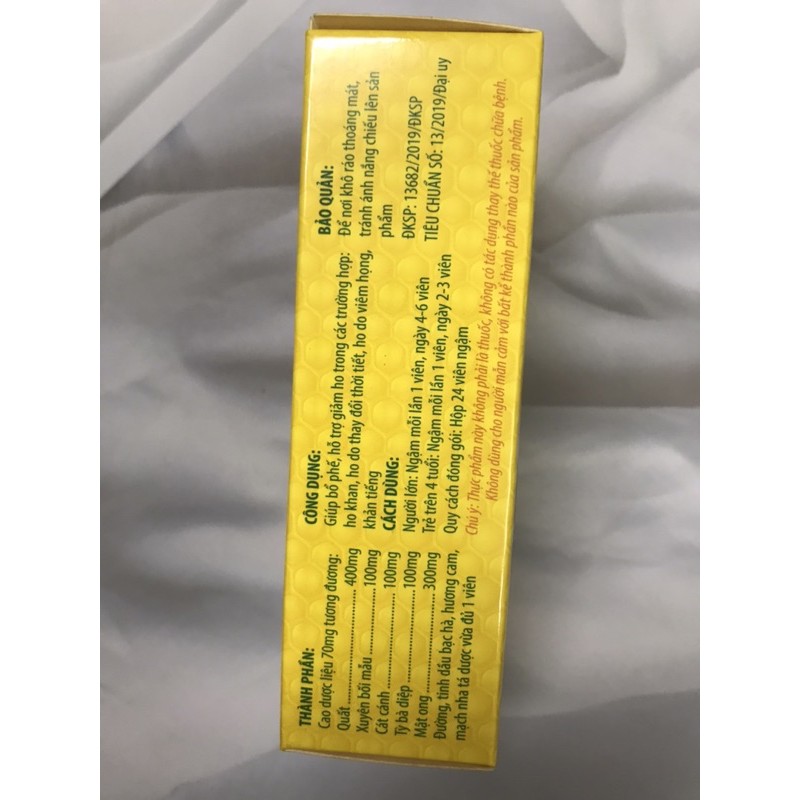 THÀNH PHẦN:
Cao dược liệu 70mg tương đương:
Quất..................................... 400mg
Xuyên bối mẫu ..................100mg
Cát cánh .............................. 100mg
Tỳ bà diệp ...........................100mg
Mật ong .............................. 300mg
Đường, tinh dầu bạc hà, hương cam,
mạch nha tá dược vừa đủ 1 viên
CÔNG DỤNG:
Giúp bổ phế, hỗ trợ giảm ho trong các trường hợp:
ho khan, ho do thay đổi thời tiết, ho do viêm họng,
khản tiếng
CÁCH DÙNG:
Người lớn: Ngậm mỗi lần 1 viên, ngày 4-6 viên
Trẻ trên 4 tuổi: Ngậm mỗi lần 1 viên, ngày 2-3 viên
Quy cách đóng gói: Hộp 24 viên ngậm
BẢO QUẢN:
Để nơi khô ráo thoáng mát,
tránh ánh nắng chiếu lên sản
phẩm
ĐKSP: 13682/2019/ĐKSP
TIÊU CHUẨN SỐ: 13/2019/Đại uy
Chú ý: Thực phẩm này không phải là thuốc, không có tác dụng thay thế thuốc chữa bệnh.
Không dùng cho người mẫn cảm với bất kể thành phần nào của sản phẩm.